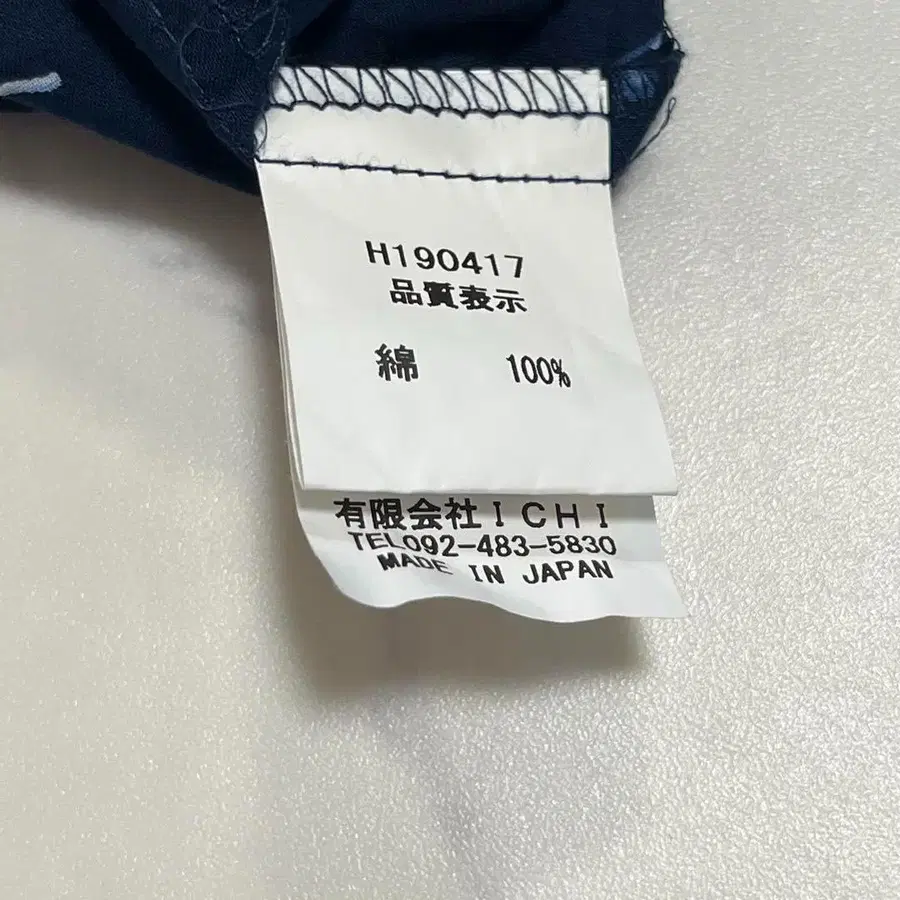 H190417
品質表示
綿 100%
有限会社ICHI
TEL092-483-5830
MADE IN JAPAN